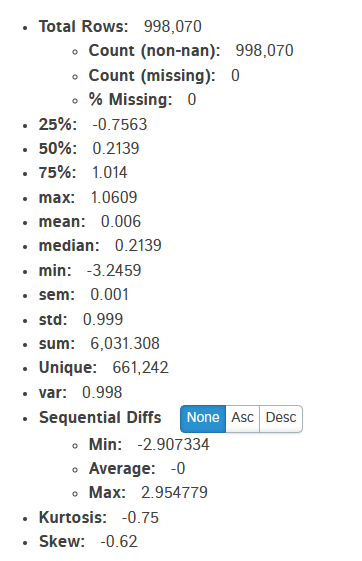 Total Rows: 998,070
Count (non-nan): 998,070
Count (missing): 0
% Missing: 0
25%: -0.7563
50%: 0.2139
75%: 1.014
max: 1.0609
mean: 0.006
median: 0.2139
min: -3.2459
sem: 0.001
std: 0.999
sum: 6,031.308
Unique: 661,242
var: 0.998
Sequential Diffs None Asc Desc
Min: -2.907334
Average: -0
Max: 2.954779
Kurtosis: -0.75
Skew: -0.62